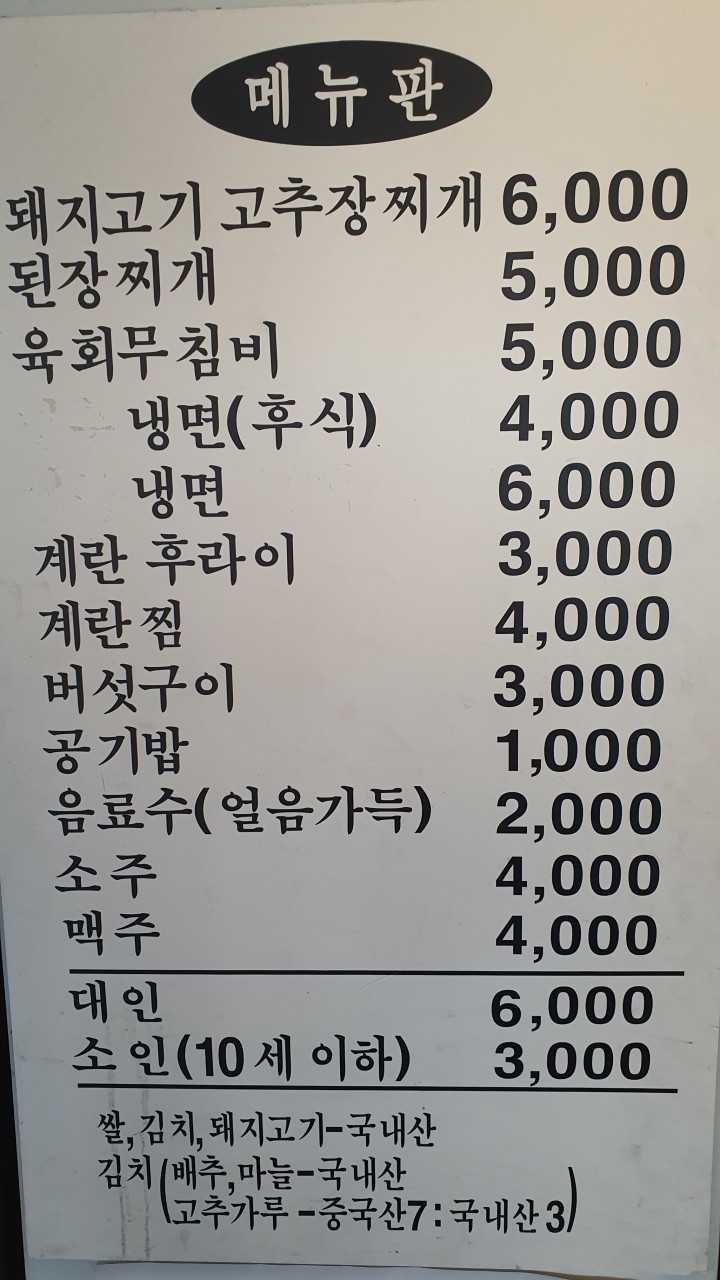 메뉴판
돼지고기 고추장찌개 6,000
된장찌개 5,000
육회무침비 5,000
냉면(후식) 4,000
냉면 6,000
계란 후라이 3,000
계란찜 4,000
버섯구이 3,000
공기밥 1,000
음료수(얼음가득) 2,000
소주 4,000
맥주 4,000
대인 6,000
소인(10세 이하) 3,000
쌀,김치,돼지고기-국내산
김치(배추,마늘-국내산
고추가루-중국산7:국내산3)